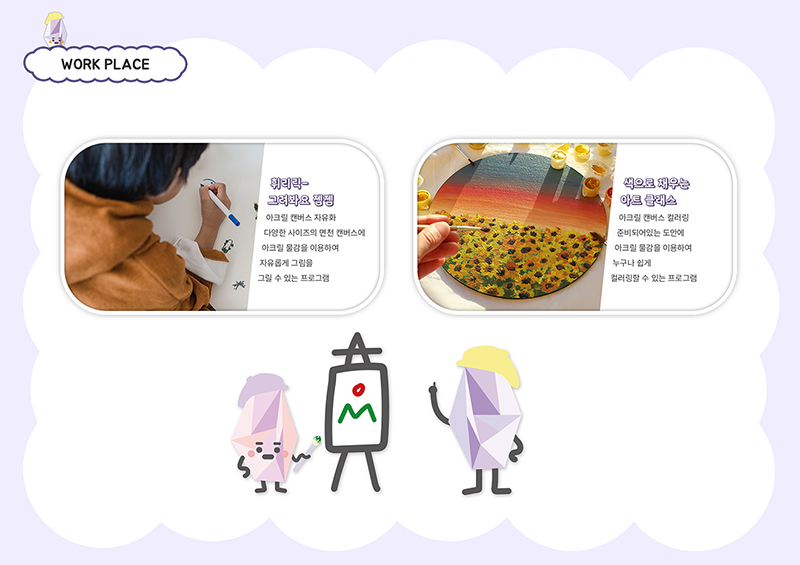 WORK PLACE
휘리릭~
그려봐요 젬젬
아크릴 캔버스 자유화
다양한 사이즈의 면천 캔버스에
아크릴 물감을 이용하여
자유롭게 그림을
그릴 수 있는 프로그램
색으로 채우는
아트 클래스
아크릴 캔버스 컬러링
준비되어있는 도안에
아크릴 물감을 이용하여
누구나 쉽게
컬러링할 수 있는 프로그램